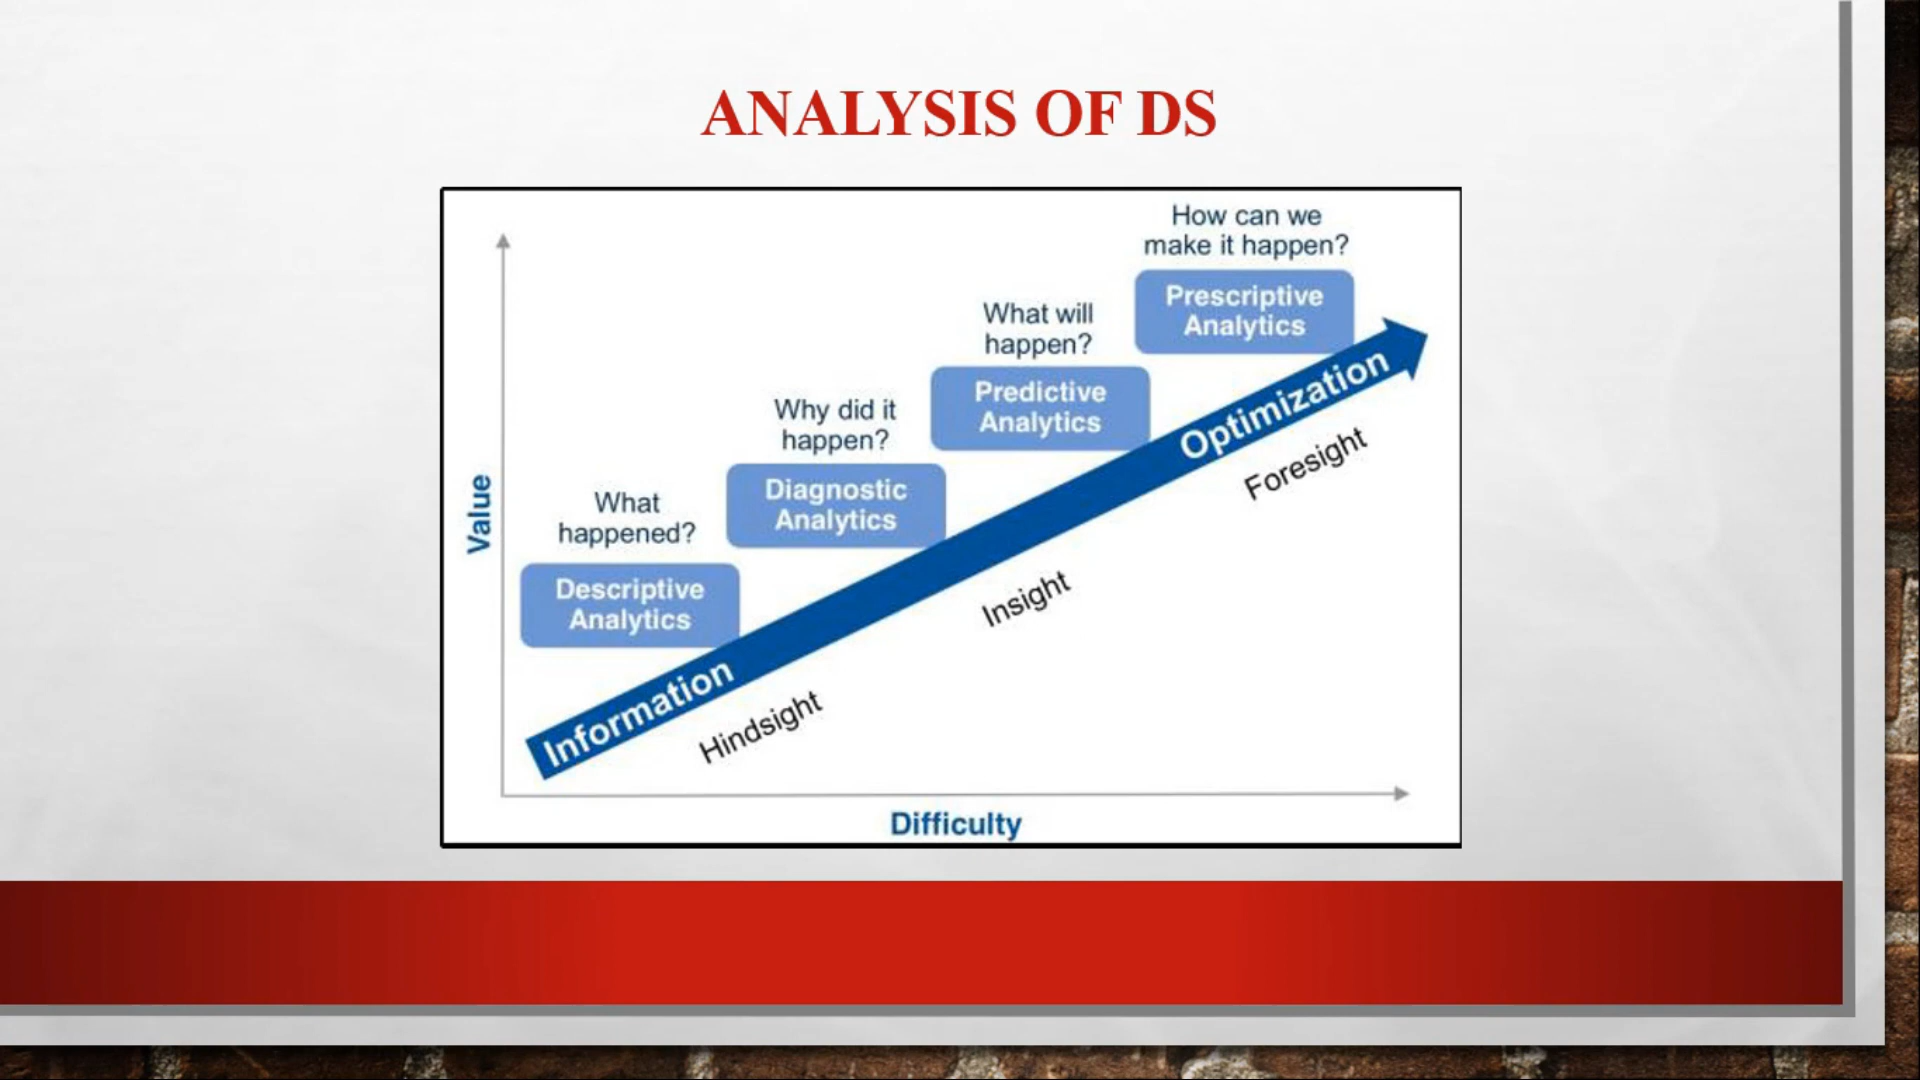 ANALYSIS OF DS
How can we
make it happen?
Prescriptive
Analytics
What will
happen?
Predictive
Analytics
Why did it
happen?
Diagnostic
Analytics
What
happened?
Descriptive
Analytics
Value
Information
Optimization
Hindsight
Insight
Foresight
Difficulty